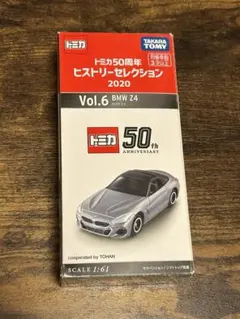 トミカ
TAKARA TOMY
トミカ50周年
ヒストリーセレクション
2020
Vol.6 BMW Z4
トミカ 50th
ANNIVERSARY
cooperated by TOHAN
SCALE 1:61